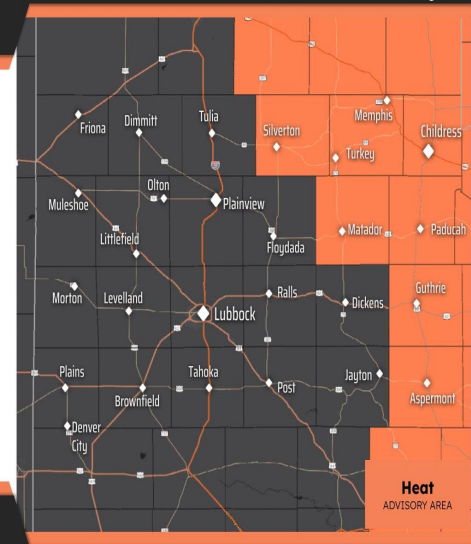 Memphis
Childress
Friona
Dimmitt
Tulia
Silverton
Turkey
Olton
Muleshoe
Plainview
Littlefield
Floydada
Matador
Paducah
Morton
Levelland
Ralls
Dickens
Guthrie
Lubbock
Plains
Tahoka
Jayton
Brownfield
Post
Aspermont
Denver
City
Heat
ADVISORY AREA